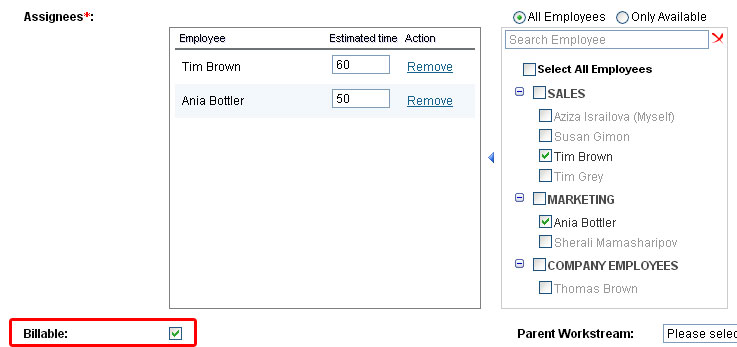 Assignees*:
All Employees Only Available
Employee Estimated time Action
Tim Brown 60 Remove
Ania Bottler 50 Remove
Search Employee
Select All Employees
SALES
Aziza Israilova (Myself)
Susan Gimon
Tim Brown
Tim Grey
MARKETING
Ania Bottler
Sherali Mamasharipov
COMPANY EMPLOYEES
Thomas Brown
Billable:
Parent Workstream: Please selec